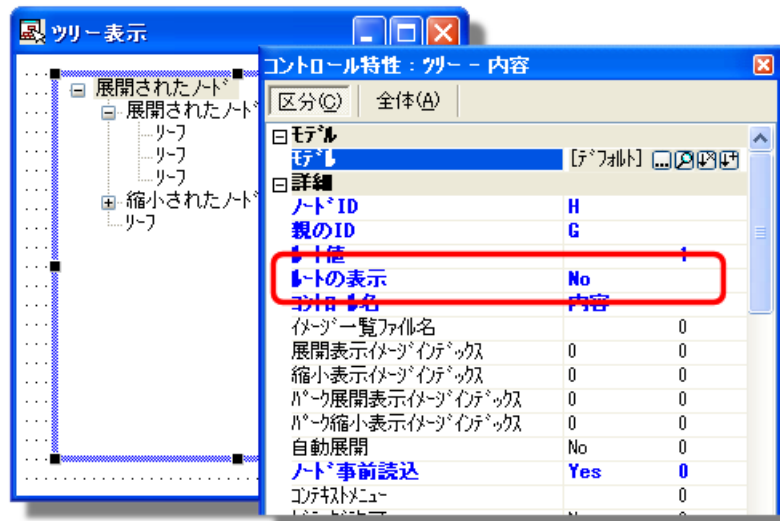 ツリー表示
展開されたノード
展開されたノード
リーフ
リーフ
リーフ
縮小されたノード
リーフ
コントロール特性：ツリー － 内容
区分(C) 全体(A)
モデル
モデル [デフォルト]
詳細
ノードID H
親のID G
ルート値 1
ルートの表示 No
コントロール名 内容
イメージ一覧ファイル名 0
展開表示イメージインデックス 0 0
縮小表示イメージインデックス 0 0
パーク展開表示イメージインデックス 0 0
パーク縮小表示イメージインデックス 0 0
自動展開 No 0
ノード事前読込 Yes 0
コンテキストメニュー 0